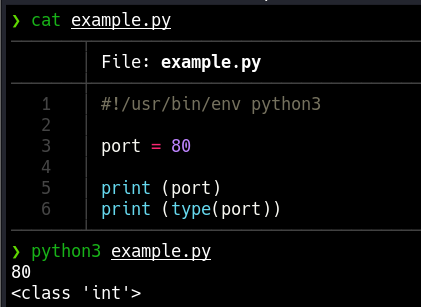 ❯ cat example.py
File: example.py
1 #!/usr/bin/env python3
2
3 port = 80
4
5 print (port)
6 print (type(port))
❯ python3 example.py
80
<class 'int'>